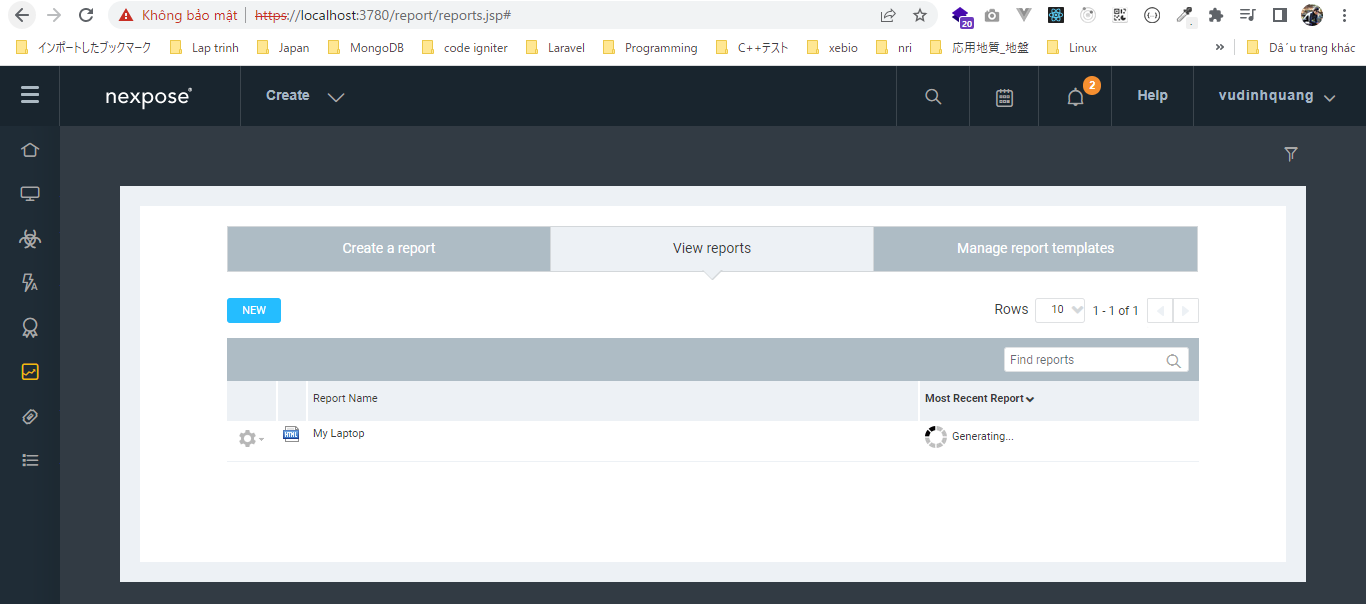 Không bảo mật https://localhost:3780/report/reports.jsp# 20
インポートしたブックマーク Lap trinh Japan MongoDB code igniter Laravel Programming C++テスト xebio nri 応用地質_地盤 Linux » Dấu trang khác
nexpose® Create 2 Help vudinhquang
Create a report View reports Manage report templates
NEW Rows 10 1 - 1 of 1
Find reports
Report Name Most Recent Report
HTML My Laptop Generating...